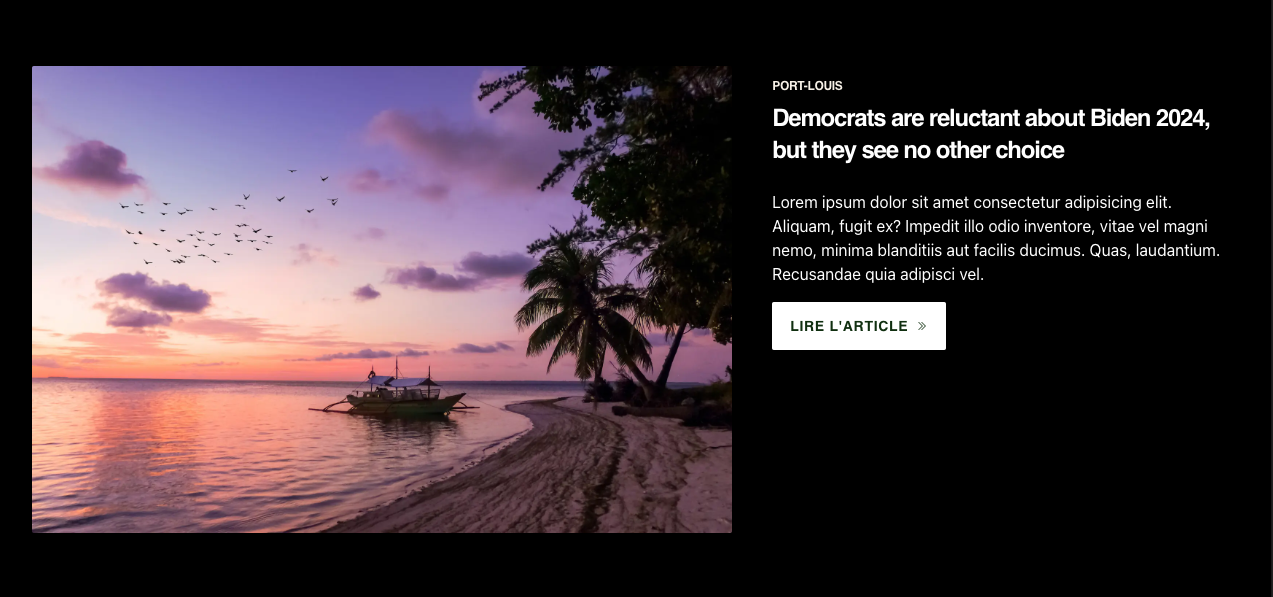 PORT-LOUIS
Democrats are reluctant about Biden 2024,
but they see no other choice
Lorem ipsum dolor sit amet consectetur adipisicing elit.
Aliquam, fugit ex? Impedit illo odio inventore, vitae vel magni
nemo, minima blanditiis aut facilis ducimus. Quas, laudantium.
Recusandae quia adipisci vel.
LIRE L'ARTICLE »